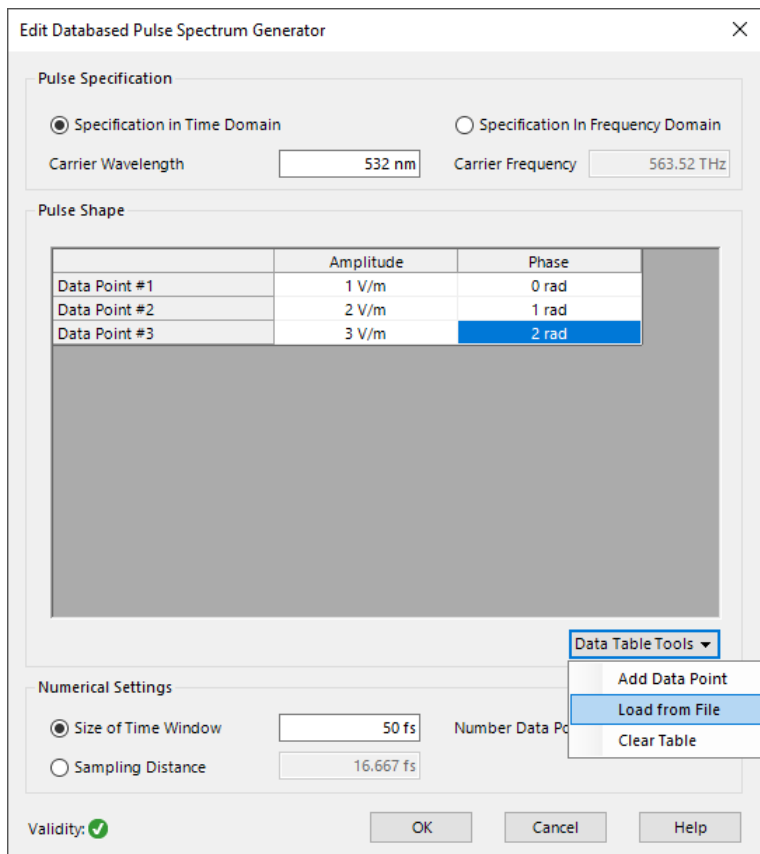 Edit Databased Pulse Spectrum Generator
Pulse Specification
Specification in Time Domain Specification In Frequency Domain
Carrier Wavelength 532 nm Carrier Frequency 563.52 THz
Pulse Shape
Amplitude Phase
Data Point #1 1 V/m 0 rad
Data Point #2 2 V/m 1 rad
Data Point #3 3 V/m 2 rad
Data Table Tools
Add Data Point
Numerical Settings
Load from File
Size of Time Window 50 fs Number Data
Clear Table
Sampling Distance 16.667 fs
Validity: OK Cancel Help